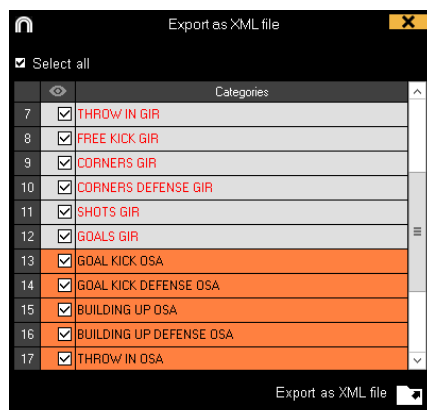 Export as XML file
Select all
Categories
7 THROW IN GIR
8 FREE KICK GIR
9 CORNERS GIR
10 CORNERS DEFENSE GIR
11 SHOTS GIR
12 GOALS GIR
13 GOAL KICK OSA
14 GOAL KICK DEFENSE OSA
15 BUILDING UP OSA
16 BUILDING UP DEFENSE OSA
17 THROW IN OSA
Export as XML file